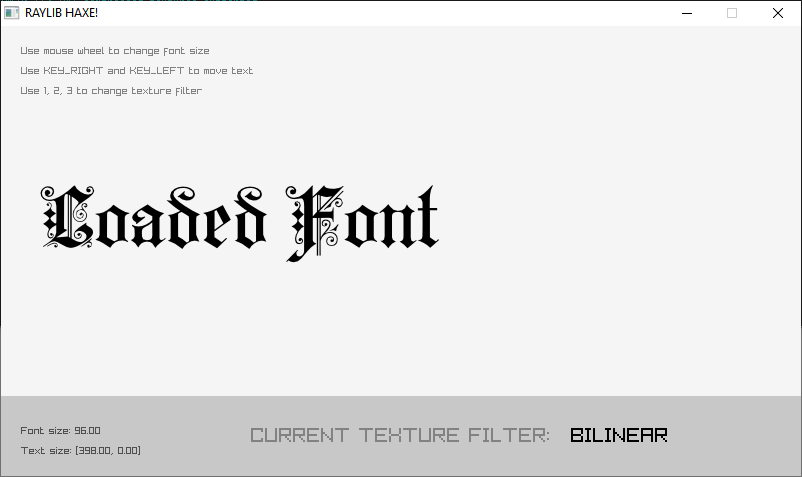 RAYLIB HAXE!
Use mouse wheel to change font size
Use KEY_RIGHT and KEY_LEFT to move text
Use 1, 2, 3 to change texture filter
Loaded Font
Font size: 96.00
Text size: [398.00, 0.00]
CURRENT TEXTURE FILTER: BILINEAR